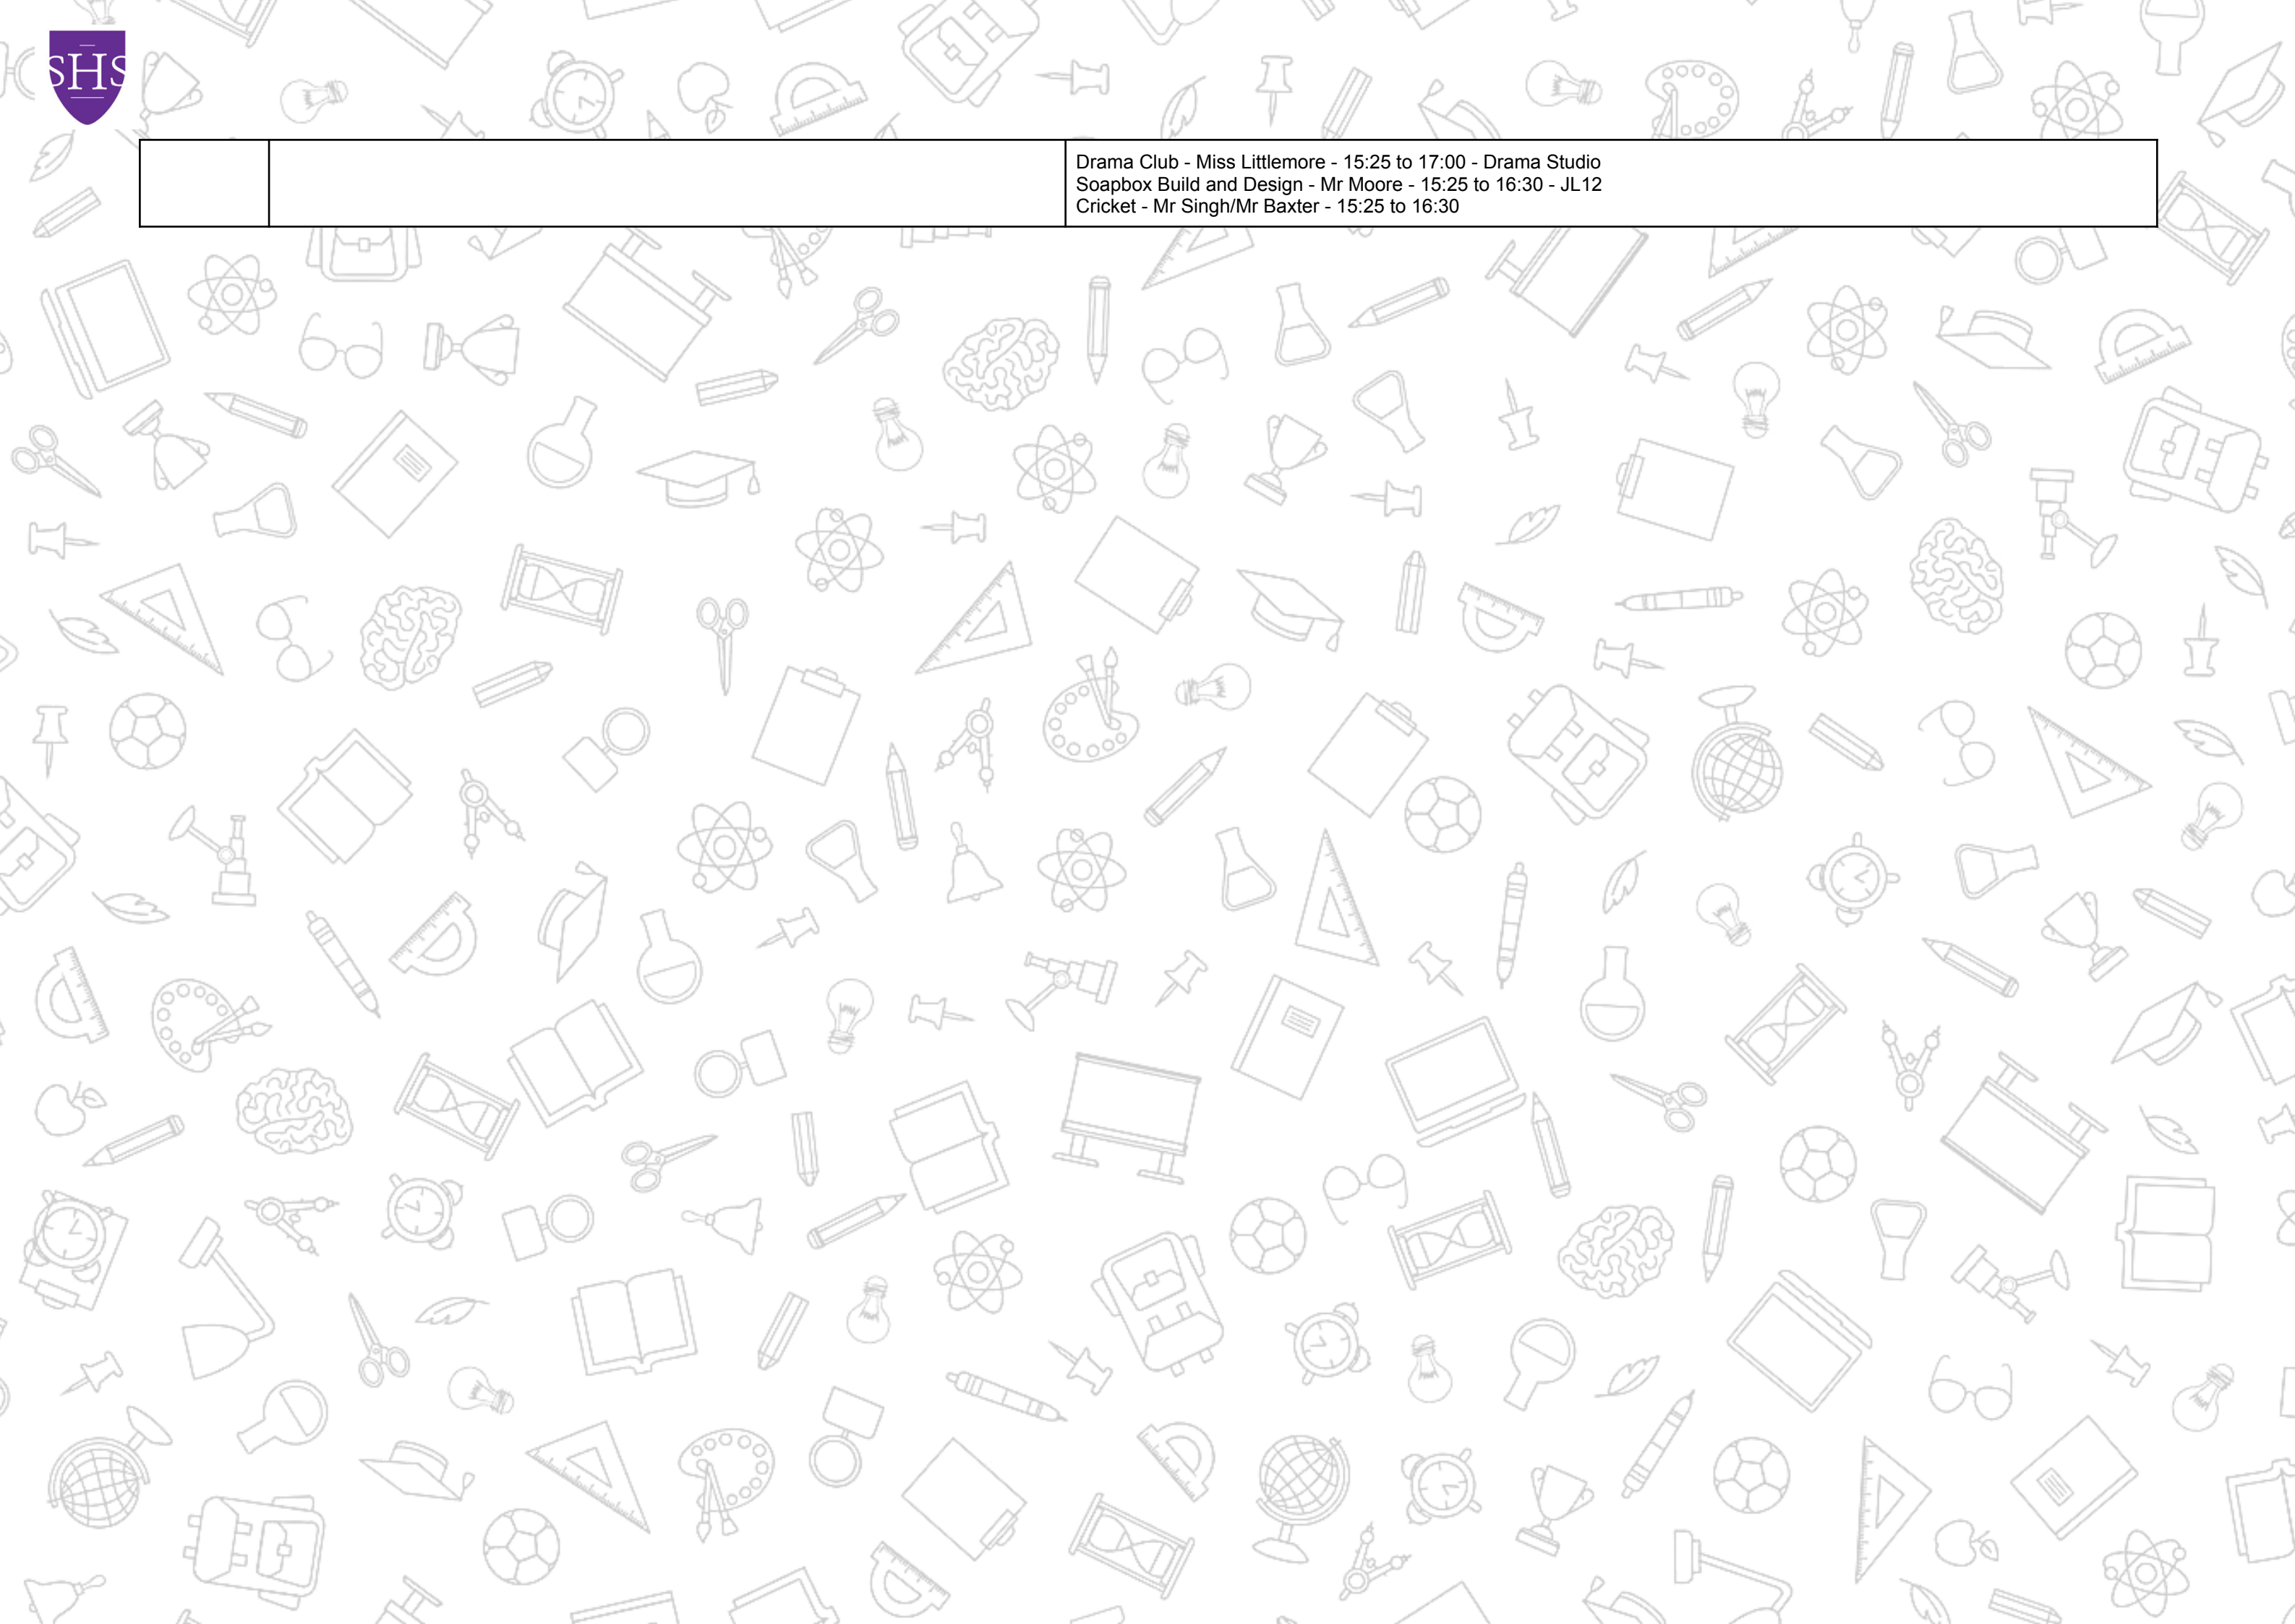 SHS
Drama Club - Miss Littlemore - 15:25 to 17:00 - Drama Studio
Soapbox Build and Design - Mr Moore - 15:25 to 16:30 - JL12
Cricket - Mr Singh/Mr Baxter - 15:25 to 16:30